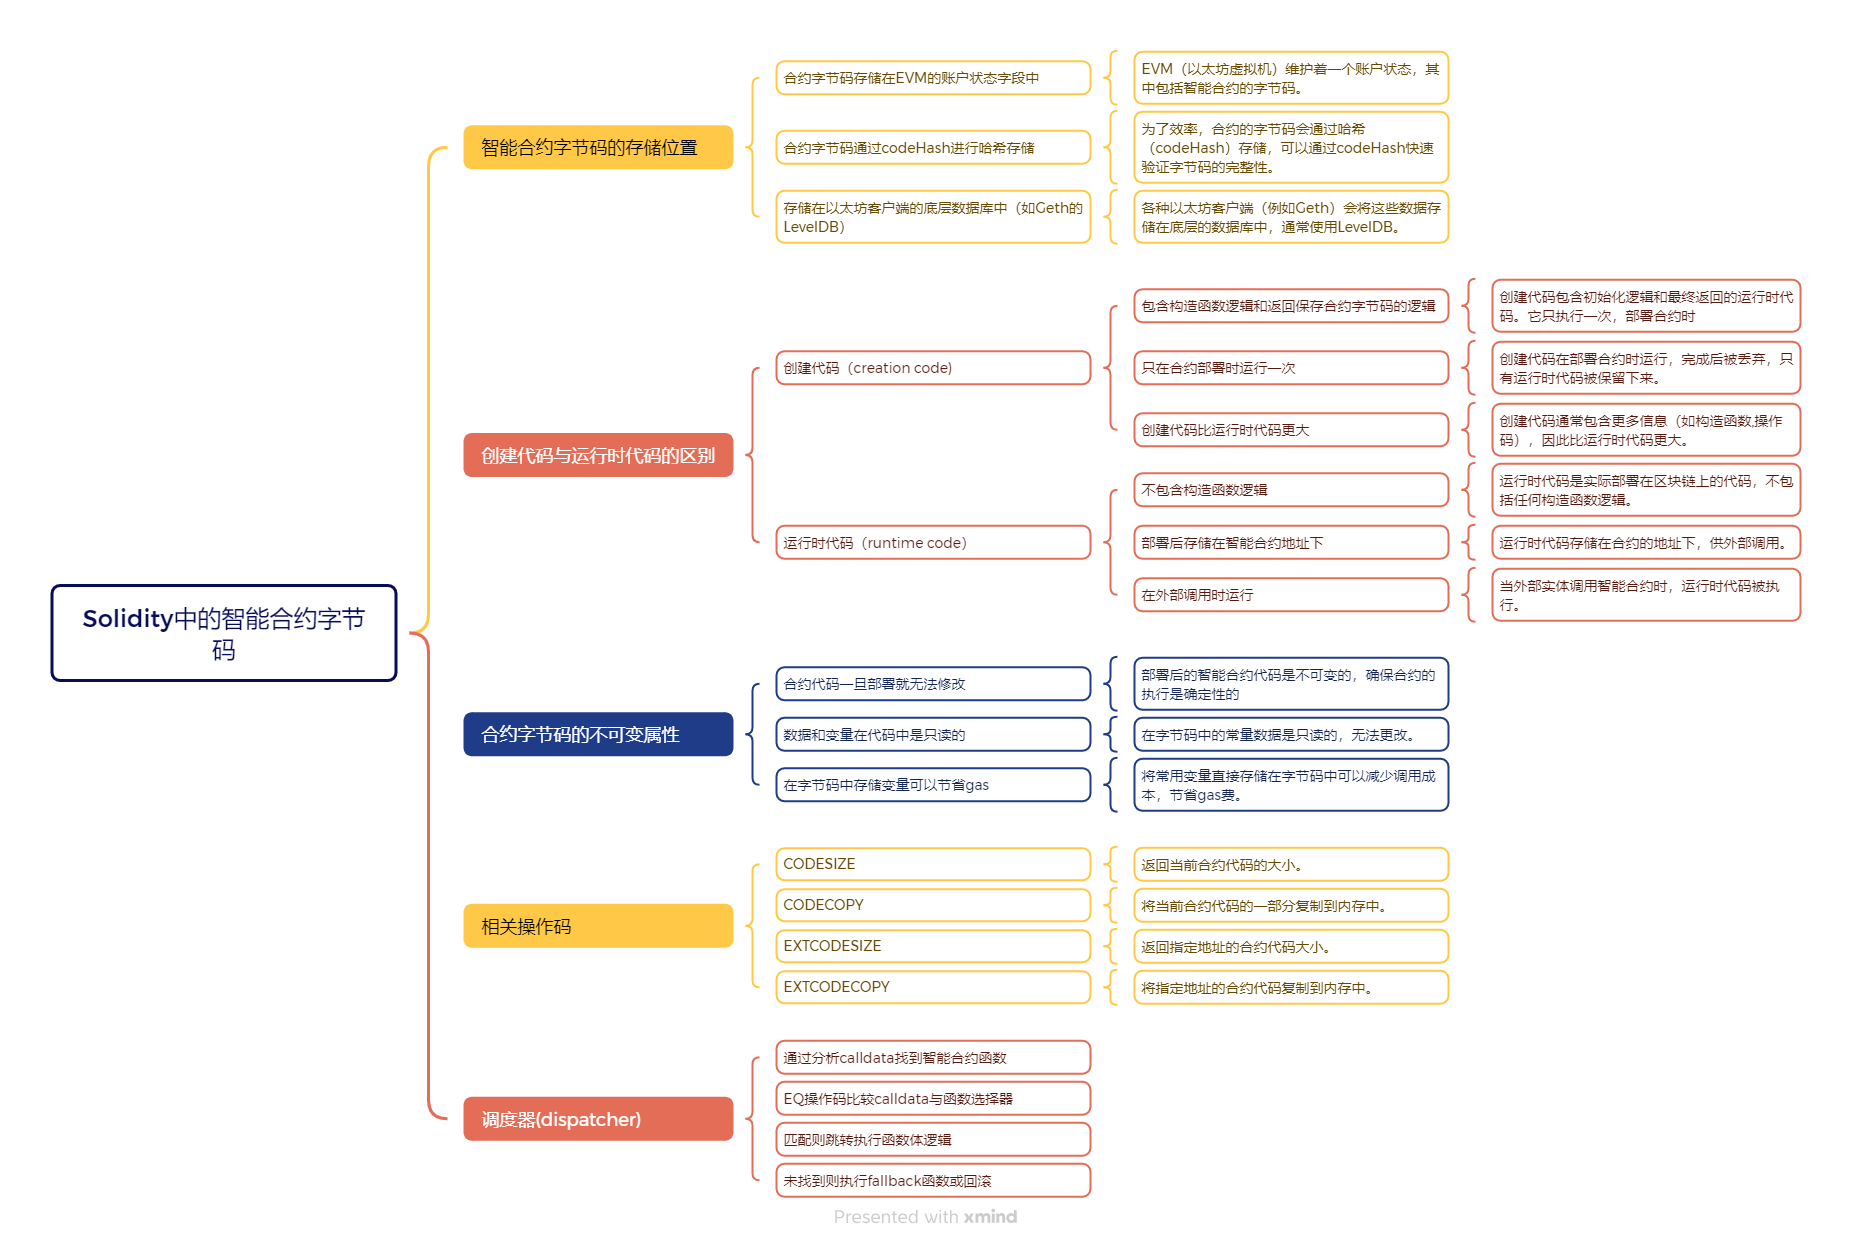 Solidity中的智能合约字节
码
智能合约字节码的存储位置
合约字节码存储在EVM的账户状态字段中
EVM（以太坊虚拟机）维护着一个账户状态，其
中包括智能合约的字节码。
合约字节码通过codeHash进行哈希存储
为了效率，合约的字节码会通过哈希
（codeHash）存储，可以通过codeHash快速
验证字节码的完整性。
存储在以太坊客户端的底层数据库中（如Geth的
LevelDB）
各种以太坊客户端（例如Geth）会将这些数据存
储在底层的数据库中，通常使用LevelDB。
创建代码与运行时代码的区别
创建代码（creation code)
包含构造函数逻辑和返回保存合约字节码的逻辑
创建代码包含初始化逻辑和最终返回的运行时代
码。它只执行一次，部署合约时
只在合约部署时运行一次
创建代码在部署合约时运行，完成后被丢弃，只
有运行时代码被保留下来。
创建代码比运行时代码更大
创建代码通常包含更多信息（如构造函数,操作
码），因此比运行时代码更大。
运行时代码（runtime code）
不包含构造函数逻辑
运行时代码是实际部署在区块链上的代码，不包
括任何构造函数逻辑。
部署后存储在智能合约地址下
运行时代码存储在合约的地址下，供外部调用。
在外部调用时运行
当外部实体调用智能合约时，运行时代码被执
行。
合约字节码的不可变属性
合约代码一旦部署就无法修改
部署后的智能合约代码是不可变的，确保合约的
执行是确定性的
数据和变量在代码中是只读的
在字节码中的常量数据是只读的，无法更改。
在字节码中存储变量可以节省gas
将常用变量直接存储在字节码中可以减少调用成
本，节省gas费。
相关操作码
CODESIZE
返回当前合约代码的大小。
CODECOPY
将当前合约代码的一部分复制到内存中。
EXTCODESIZE
返回指定地址的合约代码大小。
EXTCODECOPY
将指定地址的合约代码复制到内存中。
调度器(dispatcher)
通过分析calldata找到智能合约函数
EQ操作码比较calldata与函数选择器
匹配则跳转执行函数体逻辑
未找到则执行fallback函数或回滚
Presented with xmind